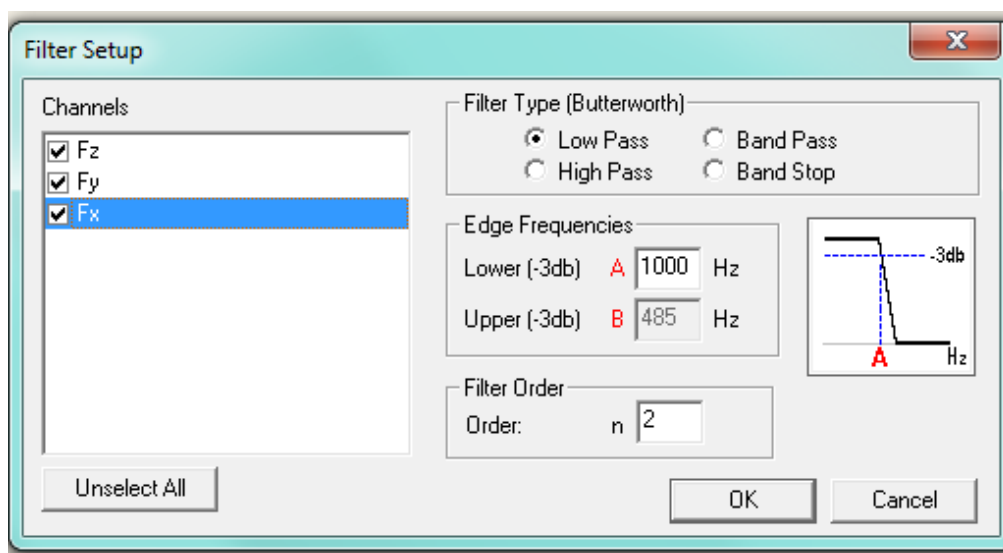 Filter Setup
Channels
Fz
Fy
Fx
Unselect All
Filter Type (Butterworth)
Low Pass Band Pass
High Pass Band Stop
Edge Frequencies
Lower (-3db) A 1000 Hz
Upper (-3db) B 485 Hz
-3db
A Hz
Filter Order
Order: n 2
OK Cancel